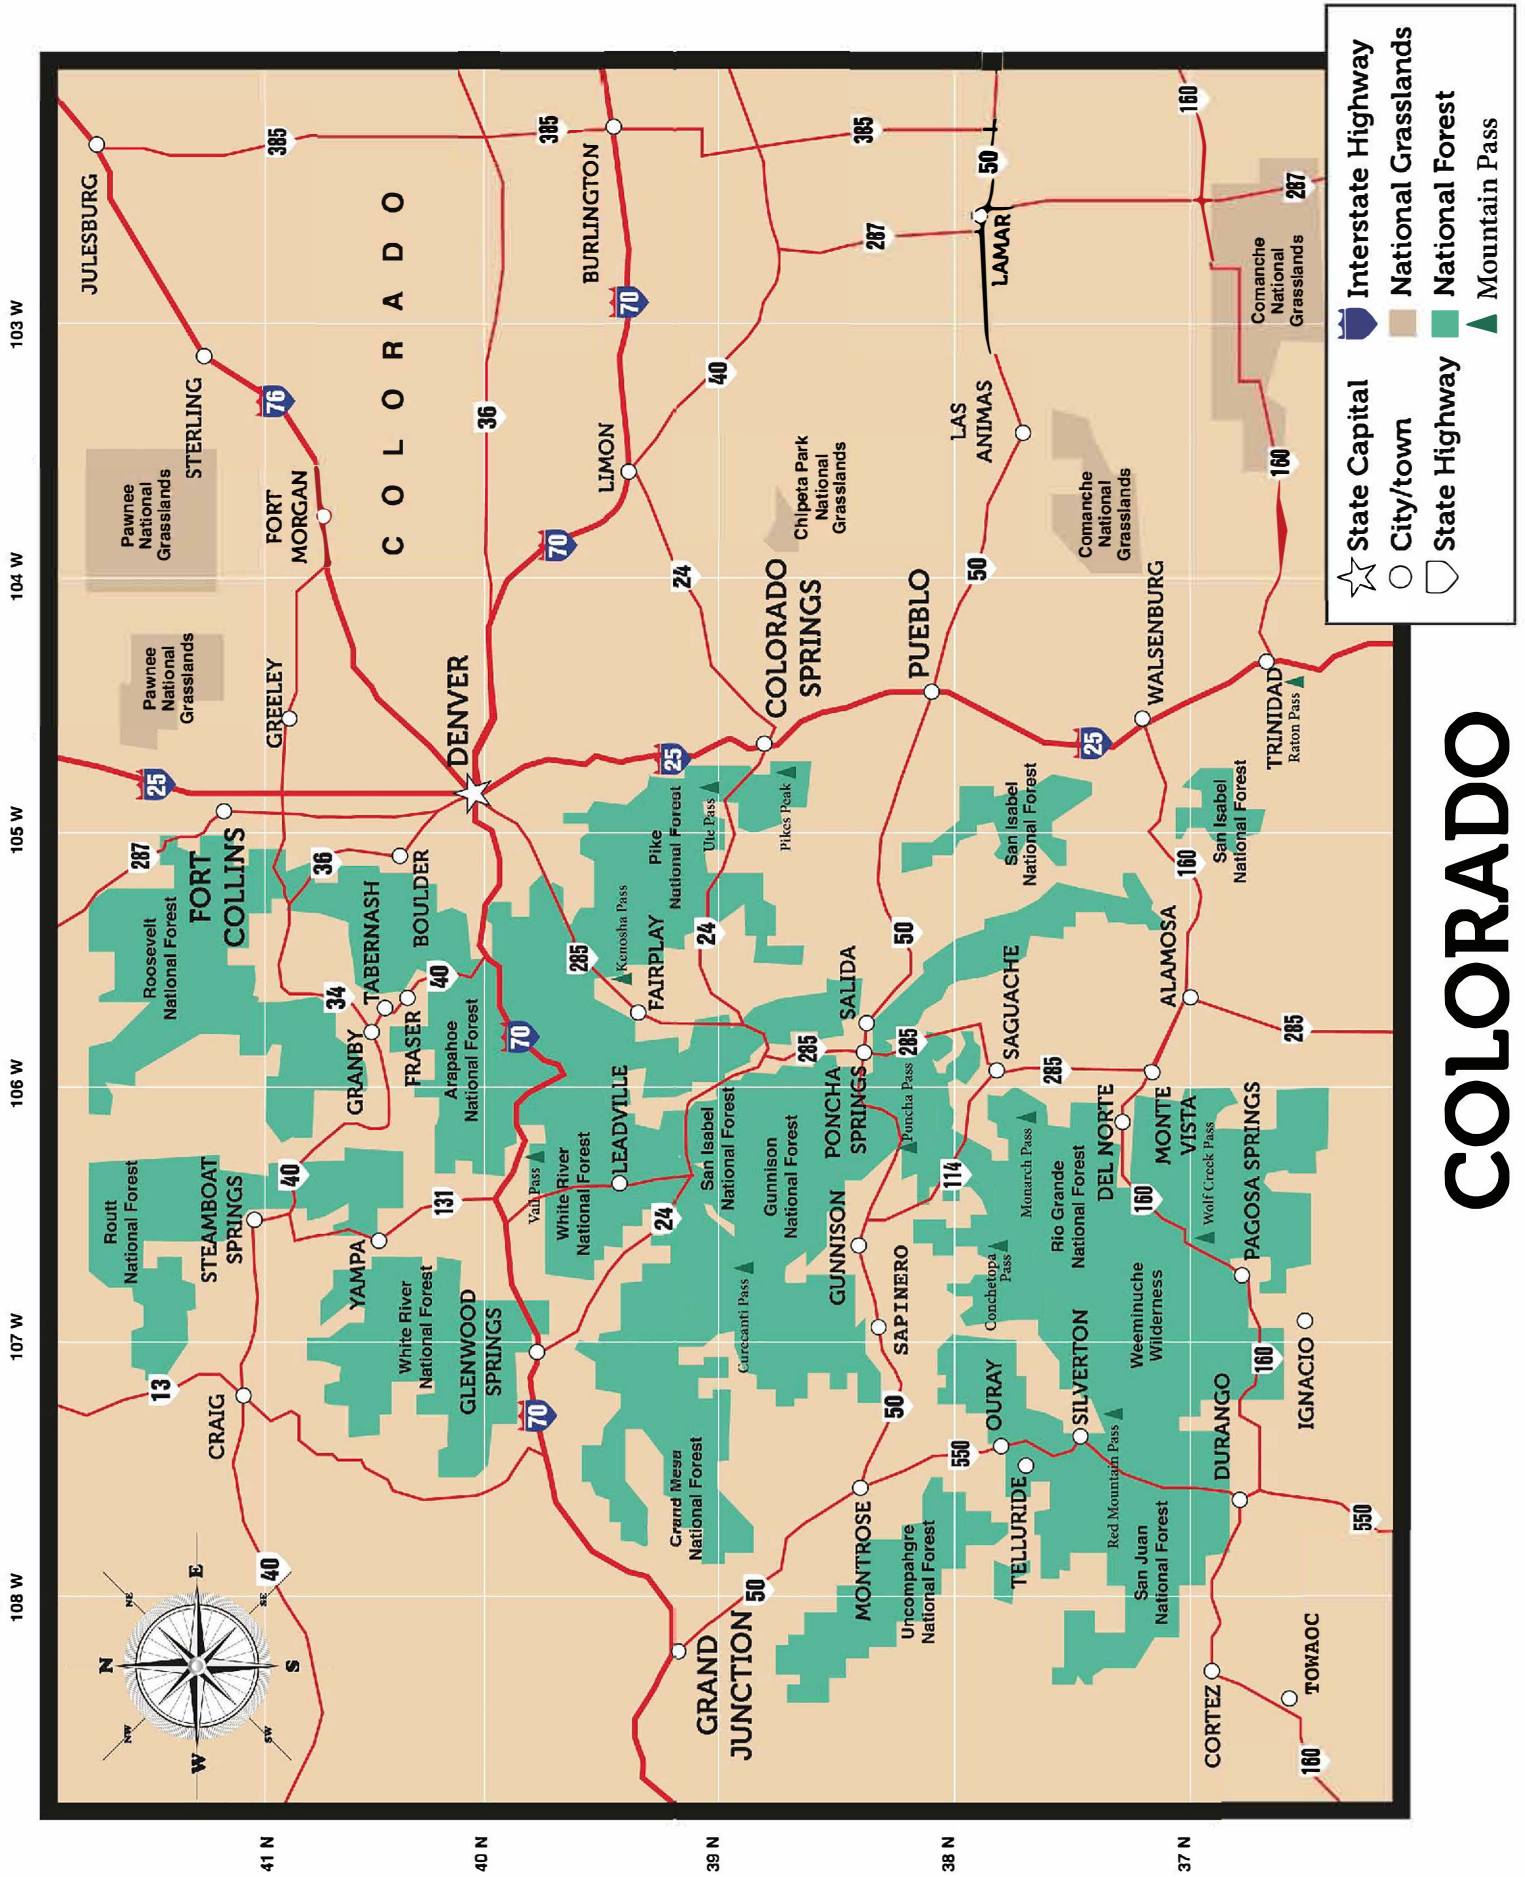 COLORADO
108 W
107 W
106 W
105 W
104 W
103 W
41 N
40 N
39 N
38 N
37 N
N
NE
E
SE
S
SW
W
NW
13
287
25
JULESBURG
385
Pawnee
National
Grasslands
Pawnee
National
Grasslands
STERLING
76
FORT
MORGAN
GREELEY
Routt
National Forest
Roosevelt
National Forest
FORT
COLLINS
CRAIG
40
STEAMBOAT
SPRINGS
40
34
36
TABERNASH
GRANBY
FRASER
BOULDER
40
YAMPA
131
White River
National Forest
Arapahoe
National Forest
DENVER
COLORADO
36
385
GLENWOOD
SPRINGS
70
70
70
BURLINGTON
70
LIMON
Vail Pass
White River
National Forest
LEADVILLE
285
Kenosha Pass
FAIRPLAY
Pike
National Forest
25
Ute Pass
Pikes Peak
24
24
24
40
Grand Mesa
National Forest
GRAND
JUNCTION
50
San Isabel
National Forest
Curecanti Pass
Gunnison
National Forest
285
COLORADO
SPRINGS
Chipeta Park
National
Grasslands
287
385
MONTROSE
Uncompahgre
National Forest
GUNNISON
SAPINERO
50
PONCHA
SPRINGS
SALIDA
285
Poncha Pass
50
PUEBLO
50
LAS
ANIMAS
LAMAR
50
550
OURAY
TELLURIDE
114
Conchetopa
Pass
SAGUACHE
285
Monarch Pass
San Isabel
National Forest
Comanche
National
Grasslands
SILVERTON
Red Mountain Pass
San Juan
National Forest
Rio Grande
National Forest
Weeminuche
Wilderness
DEL NORTE
MONTE
VISTA
160
ALAMOSA
160
25
WALSENBURG
San Isabel
National Forest
Wolf Creek Pass
PAGOSA SPRINGS
CORTEZ
DURANGO
160
IGNACIO
TOWAOC
160
550
285
TRINIDAD
Raton Pass
160
Comanche
National
Grasslands
160
287
State Capital
City/town
State Highway
Interstate Highway
National Grasslands
National Forest
Mountain Pass